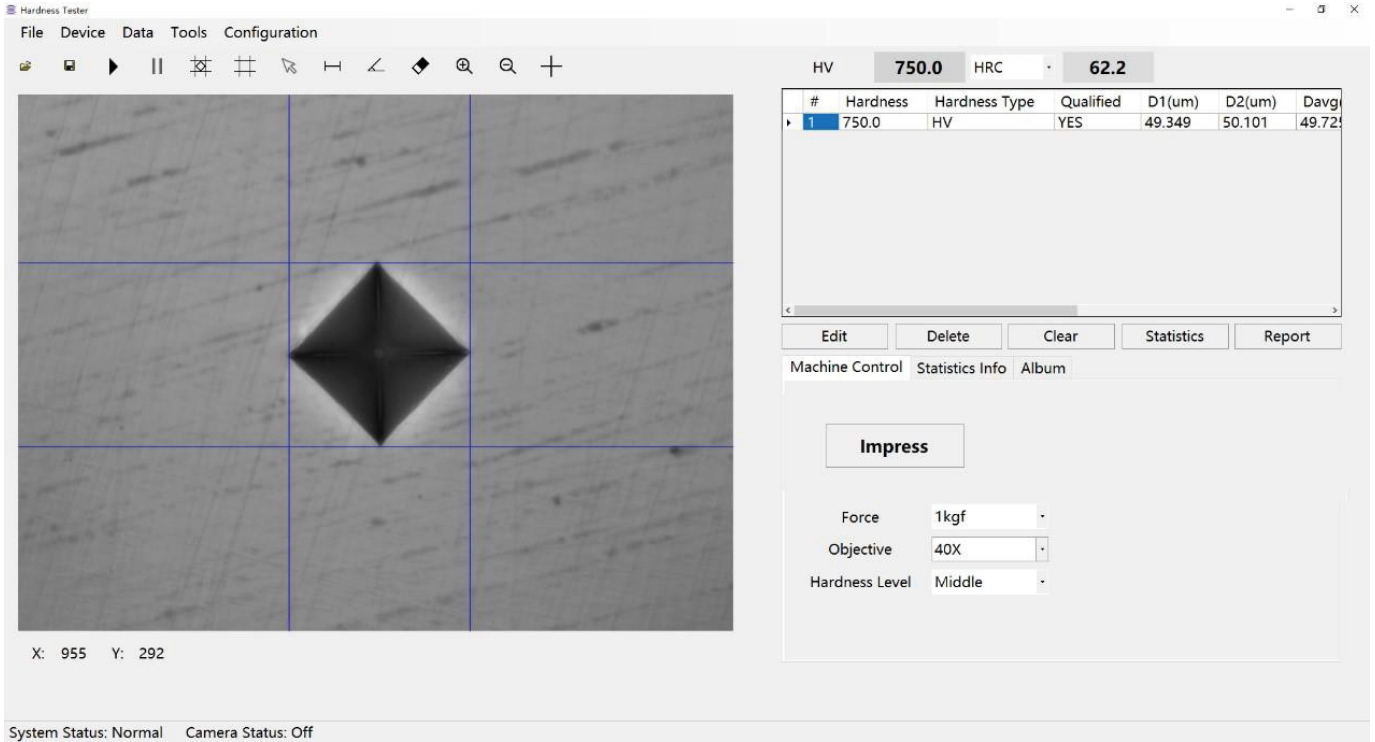 Hardness Tester
File Device Data Tools Configuration
HV 750.0 HRC 62.2
# Hardness Hardness Type Qualified D1(um) D2(um) Davg(
1 750.0 HV YES 49.349 50.101 49.725
Edit Delete Clear Statistics Report
Machine Control Statistics Info Album
Impress
Force 1kgf
Objective 40X
Hardness Level Middle
X: 955 Y: 292
System Status: Normal Camera Status: Off